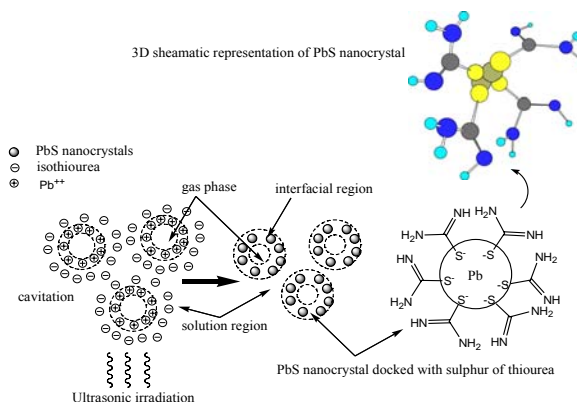 3D sheamatic representation of PbS nanocrystal
PbS nanocrystals
isothiourea
Pb++
gas phase
interfacial region
cavitation
solution region
Ultrasonic irradiation
PbS nanocrystal docked with sulphur of thiourea
H2N
NH
H2N
NH
S-
-S
H2N
HN
S-
Pb
-S
NH2
NH
S-
-S
HN
NH2
HN
NH2